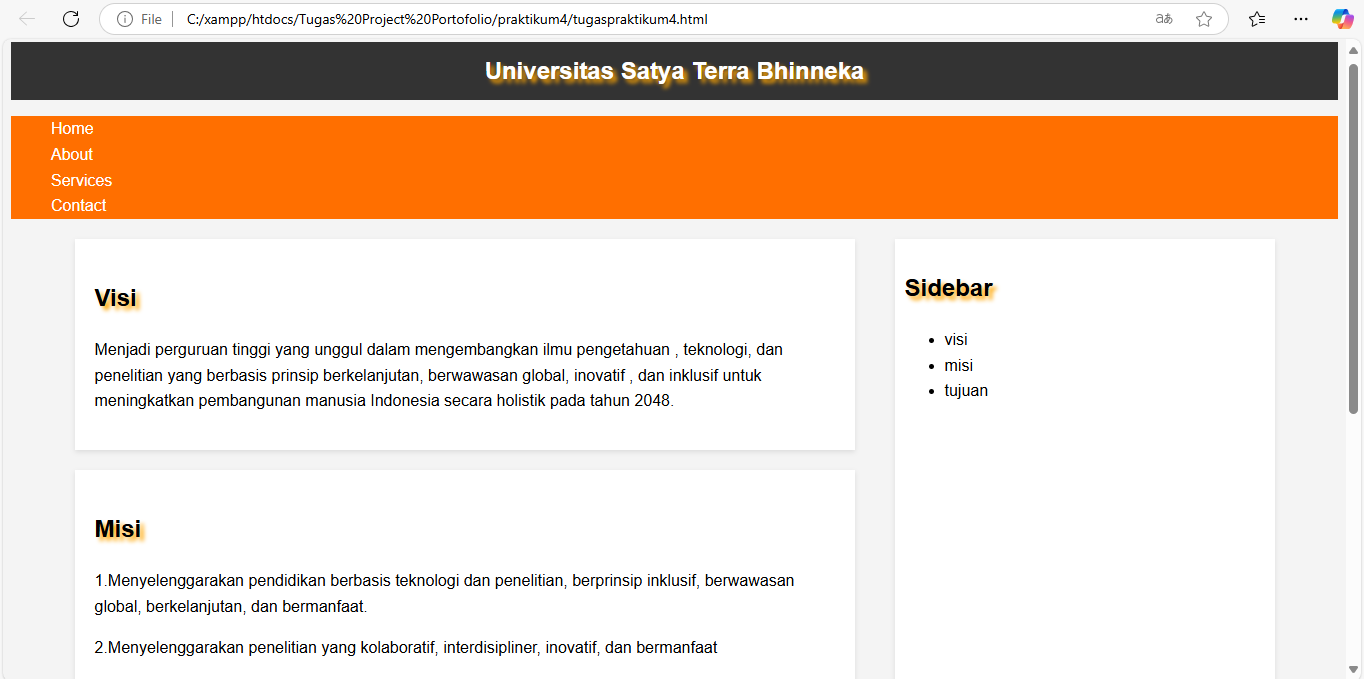 File
C:/xampp/htdocs/Tugas%20Project%20Portofolio/praktikum4/tugaspraktikum4.html
aあ
Universitas Satya Terra Bhinneka
Home
About
Services
Contact
Visi
Menjadi perguruan tinggi yang unggul dalam mengembangkan ilmu pengetahuan , teknologi, dan
penelitian yang berbasis prinsip berkelanjutan, berwawasan global, inovatif , dan inklusif untuk
meningkatkan pembangunan manusia Indonesia secara holistik pada tahun 2048.
Misi
1.Menyelenggarakan pendidikan berbasis teknologi dan penelitian, berprinsip inklusif, berwawasan
global, berkelanjutan, dan bermanfaat.
2.Menyelenggarakan penelitian yang kolaboratif, interdisipliner, inovatif, dan bermanfaat
Sidebar
• visi
• misi
• tujuan